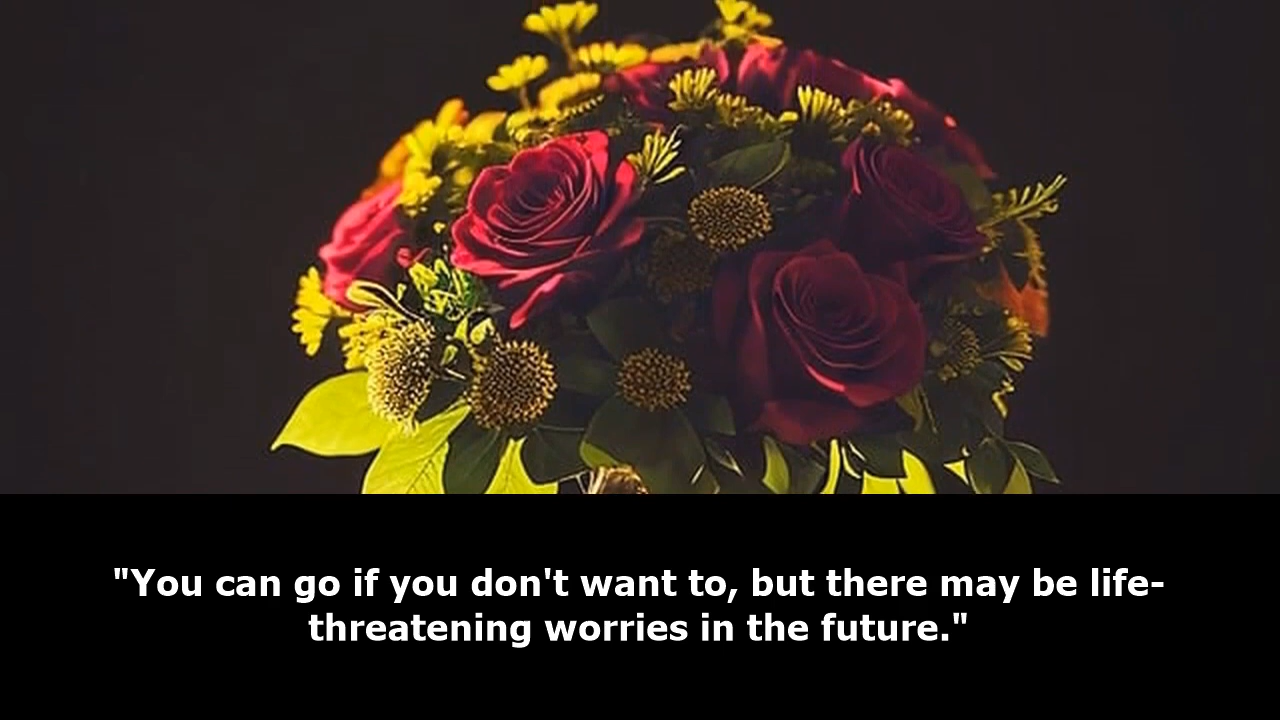 "You can go if you don't want to, but there may be life-
threatening worries in the future."